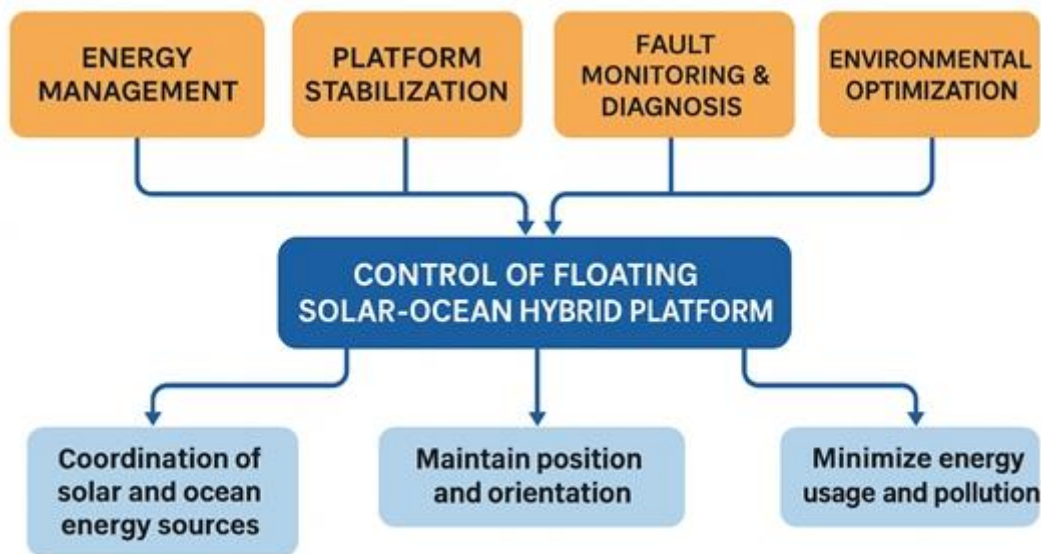 ENERGY
MANAGEMENT
PLATFORM
STABILIZATION
FAULT
MONITORING &
DIAGNOSIS
ENVIRONMENTAL
OPTIMIZATION
CONTROL OF FLOATING
SOLAR-OCEAN HYBRID PLATFORM
Coordination of
solar and ocean
energy sources
Maintain position
and orientation
Minimize energy
usage and pollution